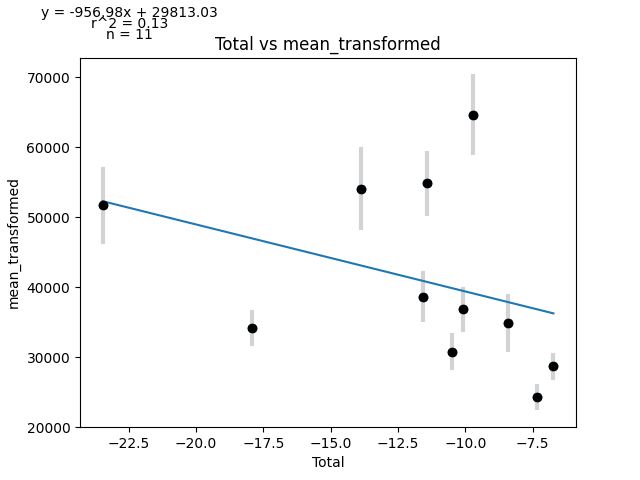 y = -956.98x + 29813.03
r^2 = 0.13
n = 11
Total vs mean_transformed
70000
60000
50000
40000
30000
20000
mean_transformed
−22.5 −20.0 −17.5 −15.0 −12.5 −10.0 −7.5
Total